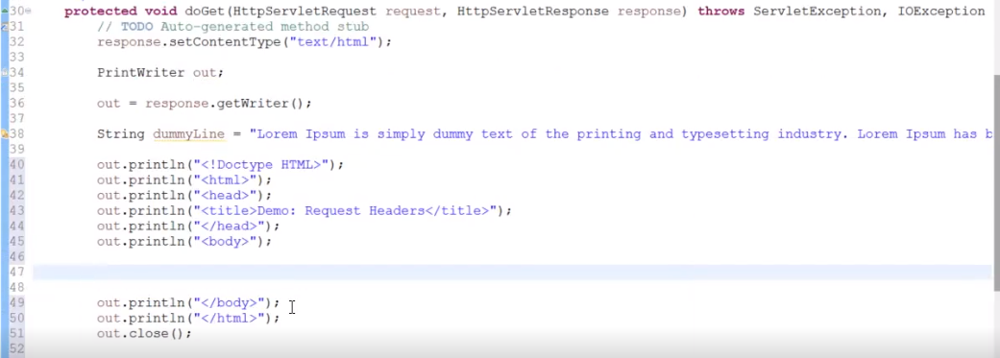 30 protected void doGet(HttpServletRequest request, HttpServletResponse response) throws ServletException, IOException
31 // TODO Auto-generated method stub
32 response.setContentType("text/html");
33
34 PrintWriter out;
35
36 out = response.getWriter();
37
38 String dummyLine = "Lorem Ipsum is simply dummy text of the printing and typesetting industry. Lorem Ipsum has b
39
40 out.println("<!Doctype HTML>");
41 out.println("<html>");
42 out.println("<head>");
43 out.println("<title>Demo: Request Headers</title>");
44 out.println("</head>");
45 out.println("<body>");
46
47
48
49 out.println("</body>");
50 out.println("</html>");
51 out.close();
52